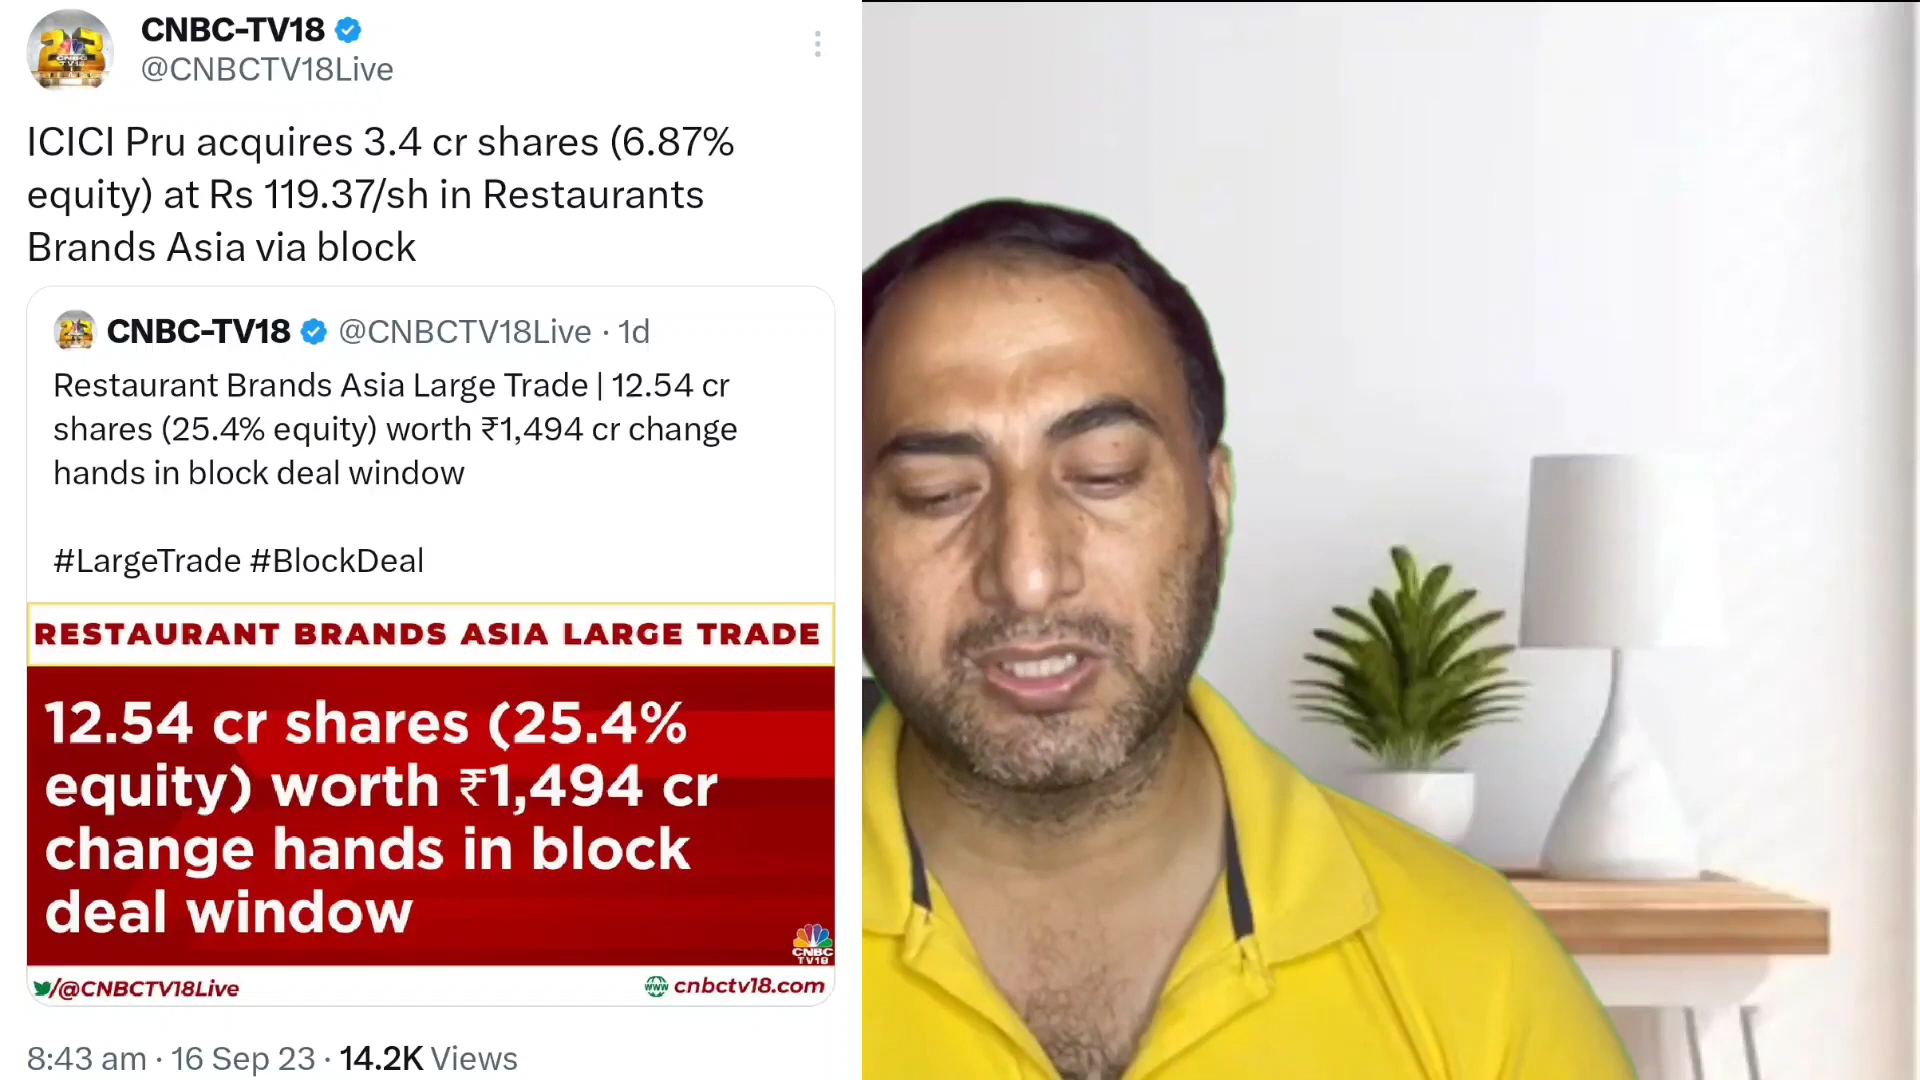 CNBC-TV18
@CNBCTV18Live
ICICI Pru acquires 3.4 cr shares (6.87%
equity) at Rs 119.37/sh in Restaurants
Brands Asia via block
CNBC-TV18 @CNBCTV18Live · 1d
Restaurant Brands Asia Large Trade | 12.54 cr
shares (25.4% equity) worth ₹1,494 cr change
hands in block deal window
#LargeTrade #BlockDeal
RESTAURANT BRANDS ASIA LARGE TRADE
12.54 cr shares (25.4%
equity) worth ₹1,494 cr
change hands in block
deal window
CNBC
TV18
/@CNBCTV18Live
www cnbctv18.com
8:43 am · 16 Sep 23 · 14.2K Views